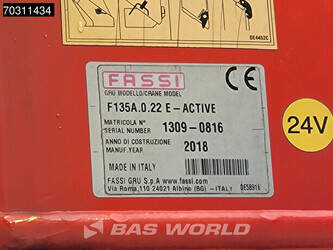 70311434
DE4452C
FASSI
CE
GRU MODELLO/CRANE MODEL
F135A.0.22 E-ACTIVE
24V
MATRICOLA N°
SERIAL NUMBER 1309-0816
ANNO DI COSTRUZIONE
MANUF.YEAR 2018
MADE IN ITALY
FASSI GRU S.p.A www.fassi.com
Via Roma,110 24021 Albino (BG) - ITALY
DE5891
BAS WORLD